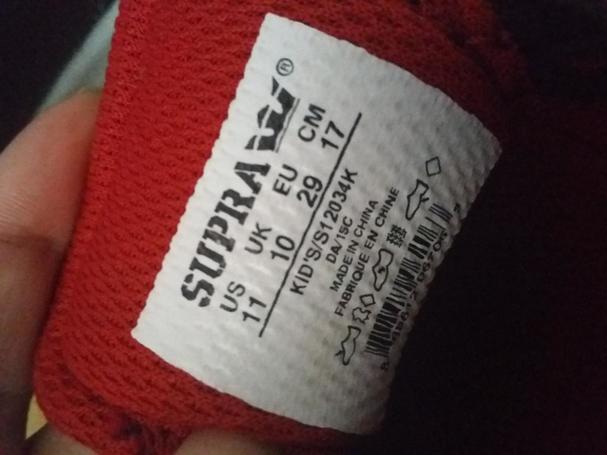 SUPRA ®
US UK EU CM
11 10 29 17
KID'S/S12034K
DA/15C
MADE IN CHINA
FABRIQUE EN CHINE